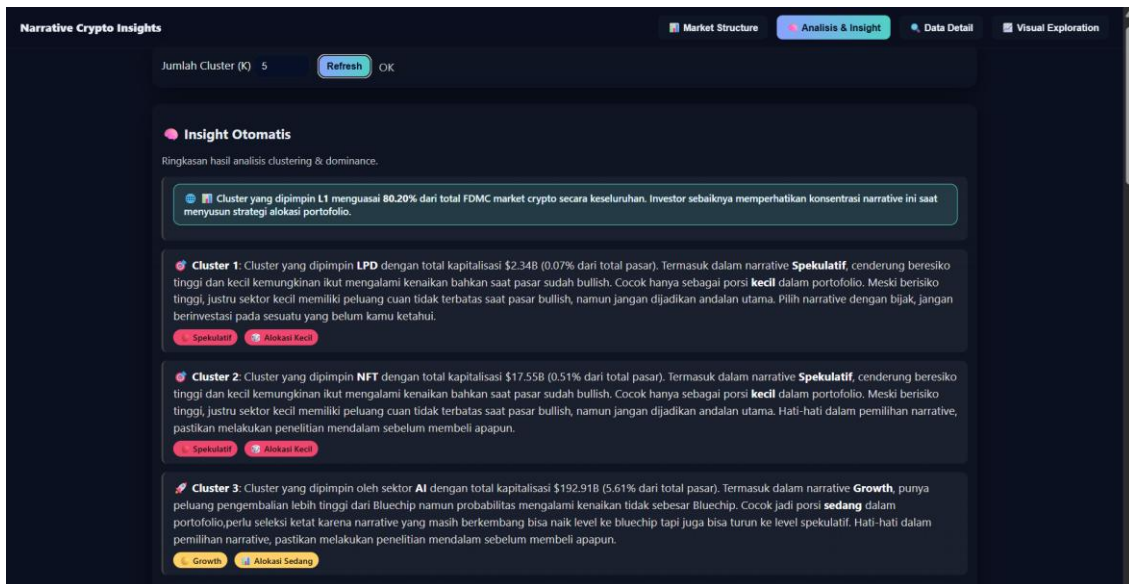 Narrative Crypto Insights
📊 Market Structure
🧠 Analisis & Insight
🔍 Data Detail
📈 Visual Exploration
Jumlah Cluster (K) 5 Refresh OK
🧠 Insight Otomatis
Ringkasan hasil analisis clustering & dominance.
🌐 📊 Cluster yang dipimpin L1 menguasai 80.20% dari total FDMC market crypto secara keseluruhan. Investor sebaiknya memperhatikan konsentrasi narrative ini saat
menyusun strategi alokasi portofolio.
🎯 Cluster 1: Cluster yang dipimpin LPD dengan total kapitalisasi $2.34B (0.07% dari total pasar). Termasuk dalam narrative Spekulatif, cenderung beresiko
tinggi dan kecil kemungkinan ikut mengalami kenaikan bahkan saat pasar sudah bullish. Cocok hanya sebagai porsi kecil dalam portofolio. Meski berisiko
tinggi, justru sektor kecil memiliki peluang cuan tidak terbatas saat pasar bullish, namun jangan dijadikan andalan utama. Pilih narrative dengan bijak, jangan
berinvestasi pada sesuatu yang belum kamu ketahui.
Spekulatif 📊 Alokasi Kecil
🎯 Cluster 2: Cluster yang dipimpin NFT dengan total kapitalisasi $17.55B (0.51% dari total pasar). Termasuk dalam narrative Spekulatif, cenderung beresiko
tinggi dan kecil kemungkinan ikut mengalami kenaikan bahkan saat pasar sudah bullish. Cocok hanya sebagai porsi kecil dalam portofolio. Meski berisiko
tinggi, justru sektor kecil memiliki peluang cuan tidak terbatas saat pasar bullish, namun jangan dijadikan andalan utama. Hati-hati dalam pemilihan narrative,
pastikan melakukan penelitian mendalam sebelum membeli apapun.
Spekulatif 📊 Alokasi Kecil
🚀 Cluster 3: Cluster yang dipimpin oleh sektor AI dengan total kapitalisasi $192.91B (5.61% dari total pasar). Termasuk dalam narrative Growth, punya
peluang pengembalian lebih tinggi dari Bluechip namun probabilitas mengalami kenaikan tidak sebesar Bluechip. Cocok jadi porsi sedang dalam
portofolio,perlu seleksi ketat karena narrative yang masih berkembang bisa naik level ke bluechip tapi juga bisa turun ke level spekulatif. Hati-hati dalam
pemilihan narrative, pastikan melakukan penelitian mendalam sebelum membeli apapun.
Growth 📊 Alokasi Sedang